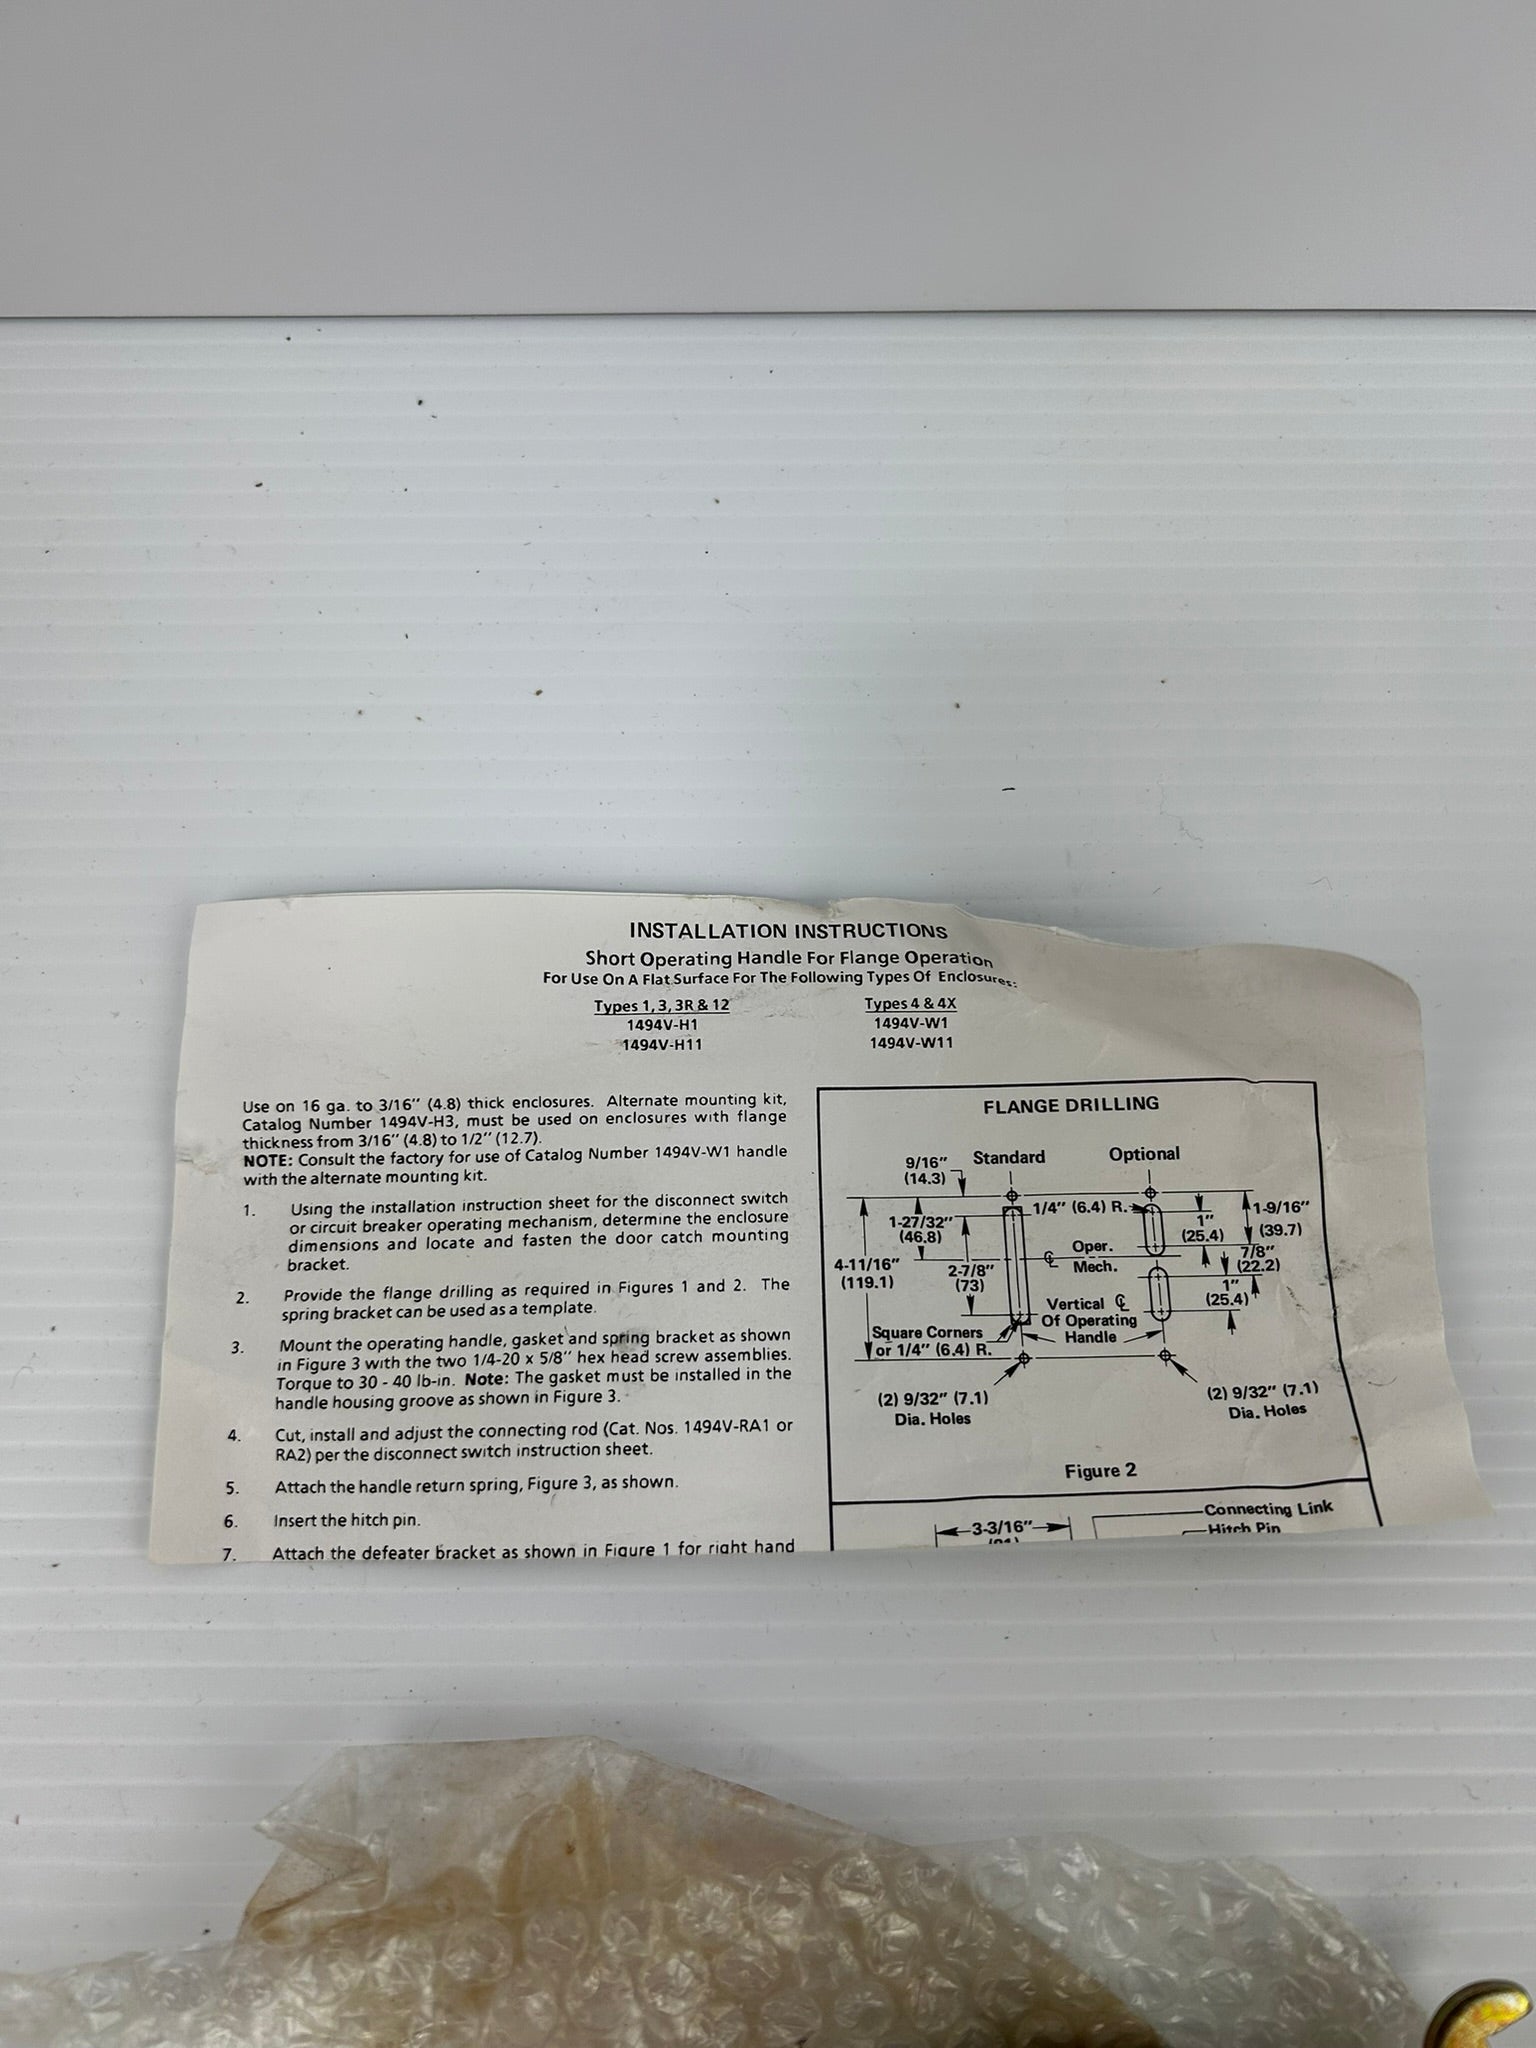 INSTALLATION INSTRUCTIONS
Short Operating Handle For Flange Operation
For Use On A Flat Surface For The Following Types Of Enclosures:
Types 1, 3, 3R & 12
1494V-H1
1494V-H11
Types 4 & 4X
1494V-W1
1494V-W11
Use on 16 ga. to 3/16" (4.8) thick enclosures. Alternate mounting kit,
Catalog Number 1494V-H3, must be used on enclosures with flange
thickness from 3/16" (4.8) to 1/2" (12.7).
NOTE: Consult the factory for use of Catalog Number 1494V-W1 handle
with the alternate mounting kit.
1. Using the installation instruction sheet for the disconnect switch
or circuit breaker operating mechanism, determine the enclosure
dimensions and locate and fasten the door catch mounting
bracket.
2. Provide the flange drilling as required in Figures 1 and 2. The
spring bracket can be used as a template.
3. Mount the operating handle, gasket and spring bracket as shown
in Figure 3 with the two 1/4-20 x 5/8" hex head screw assemblies.
Torque to 30 - 40 lb-in. Note: The gasket must be installed in the
handle housing groove as shown in Figure 3.
4. Cut, install and adjust the connecting rod (Cat. Nos. 1494V-RA1 or
RA2) per the disconnect switch instruction sheet.
5. Attach the handle return spring, Figure 3, as shown.
6. Insert the hitch pin.
7. Attach the defeater bracket as shown in Figure 1 for right hand
FLANGE DRILLING
Standard
Optional
9/16"
(14.3)
1/4" (6.4) R.
1-9/16"
(39.7)
1-27/32"
(46.8)
1"
(25.4)
4-11/16"
(119.1)
2-7/8"
(73)
℄ Oper.
Mech.
7/8"
(22.2)
1"
(25.4)
Vertical ℄
Of Operating
Handle
Square Corners
or 1/4" (6.4) R.
(2) 9/32" (7.1)
Dia. Holes
(2) 9/32" (7.1)
Dia. Holes
Figure 2
3-3/16"
Connecting Link
Hitch Pin